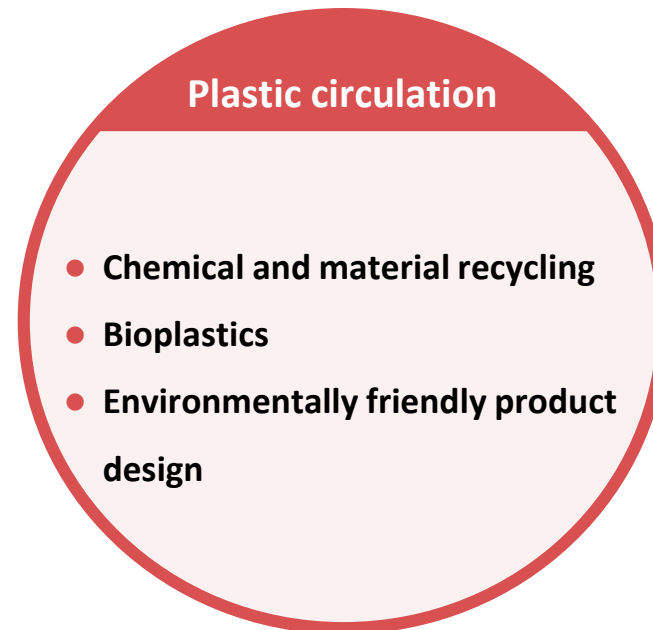 Plastic circulation
● Chemical and material recycling
● Bioplastics
● Environmentally friendly product
design